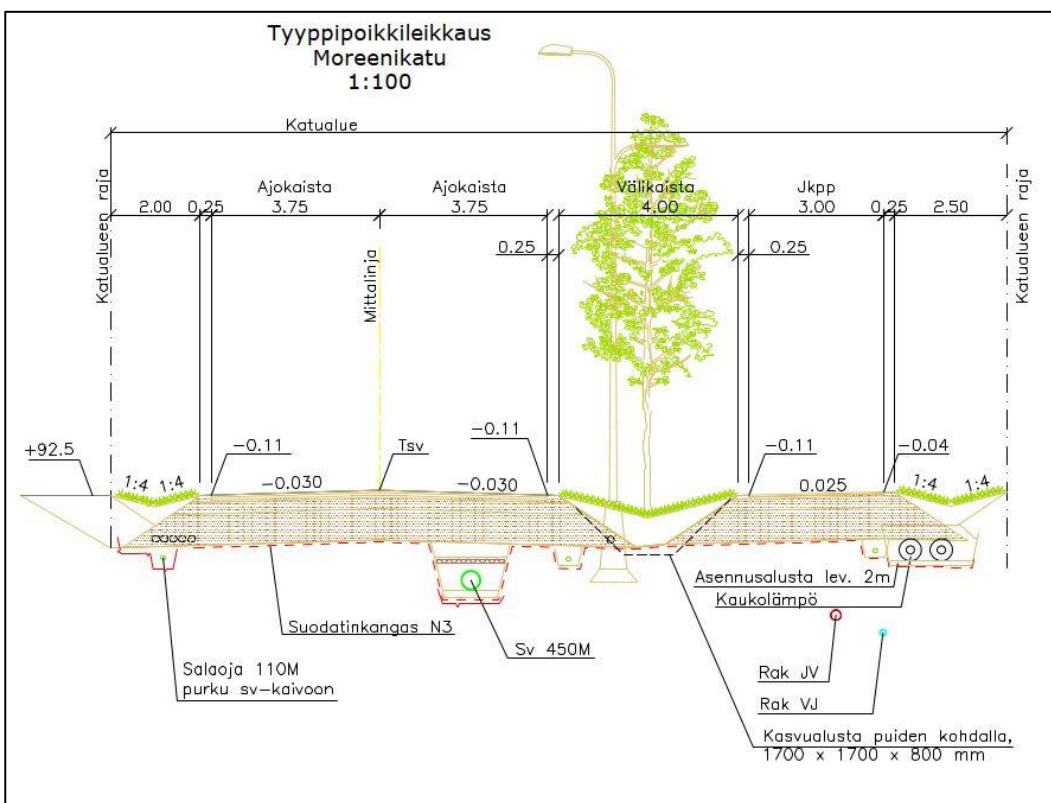 Tyyppipoikkileikkaus
Moreenikatu
1:100
Katualue
Katualueen raja
Ajokaista
Ajokaista
Välikaista
Jkpp
Katualueen raja
2.00
0.25
3.75
3.75
4.00
3.00
0.25
2.50
0.25
0.25
Mittalinja
+92.5
-0.11
Tsv
-0.11
-0.11
-0.04
1:4
1:4
-0.030
-0.030
0.025
1:4
1:4
Asennusalusta lev. 2m
Kaukolämpö
Suodatinkangas N3
Sv 450M
Salaoja 110M
purku sv-kaivoon
Rak JV
Rak VJ
Kasvualusta puiden kohdalla,
1700 x 1700 x 800 mm